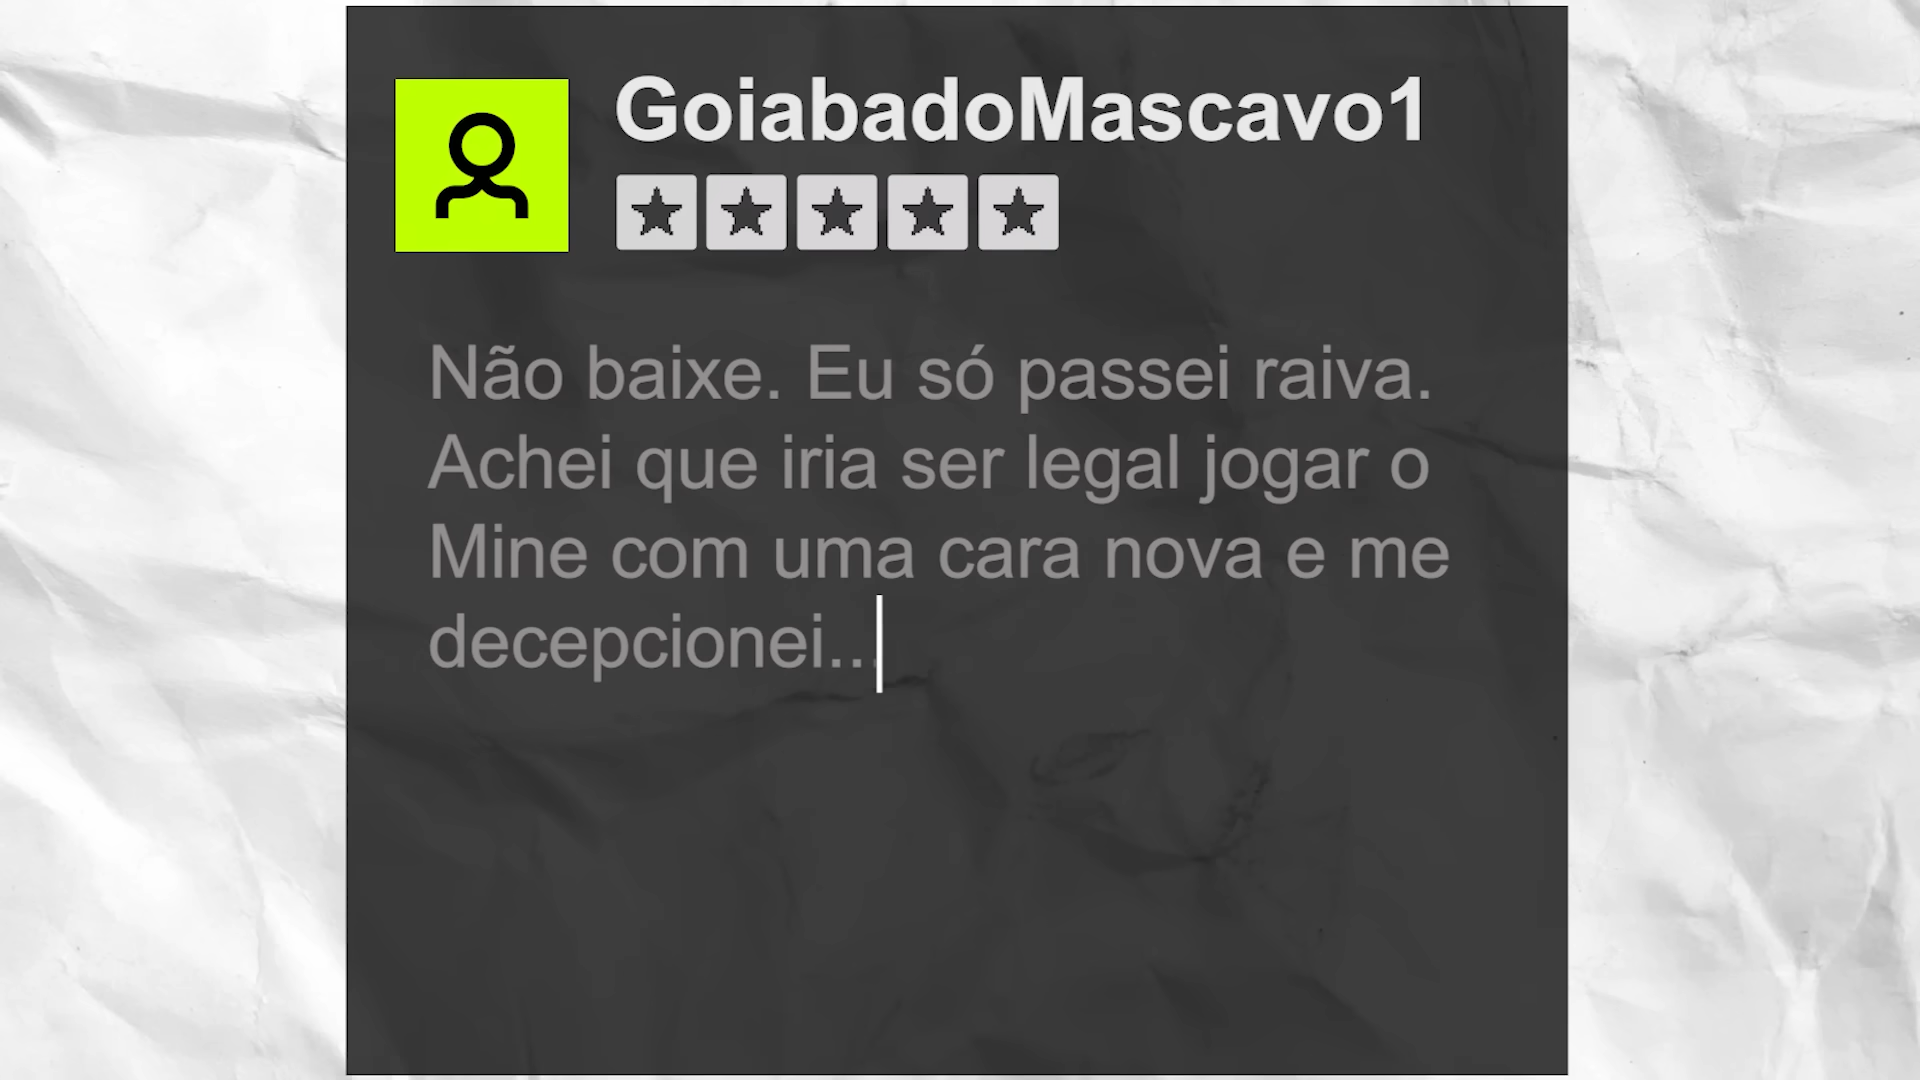 GoiabadoMascavo1
Não baixe. Eu só passei raiva.
Achei que iria ser legal jogar o
Mine com uma cara nova e me
decepcionei...